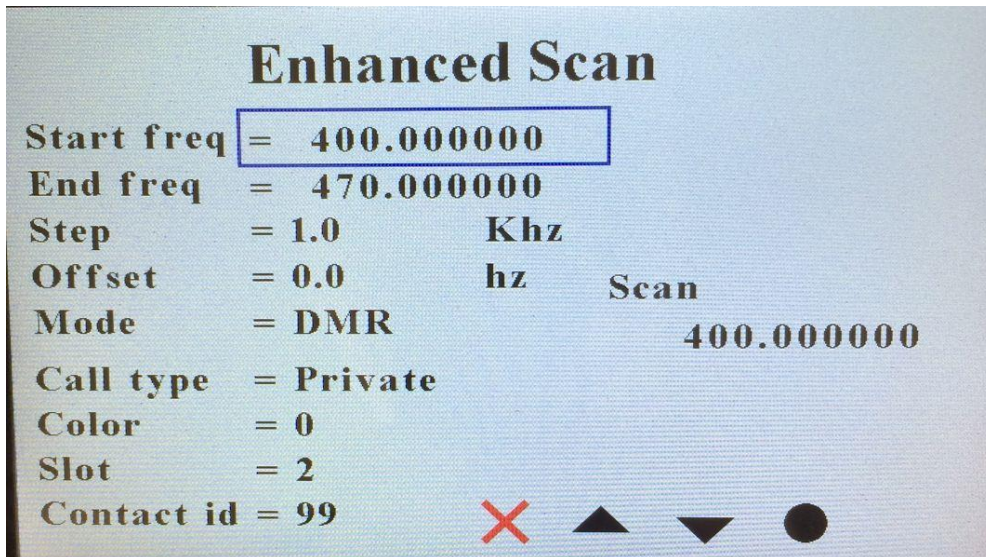 Enhanced Scan
Start freq = 400.000000
End freq = 470.000000
Step = 1.0 Khz
Offset = 0.0 hz
Scan
Mode = DMR
400.000000
Call type = Private
Color = 0
Slot = 2
Contact id = 99